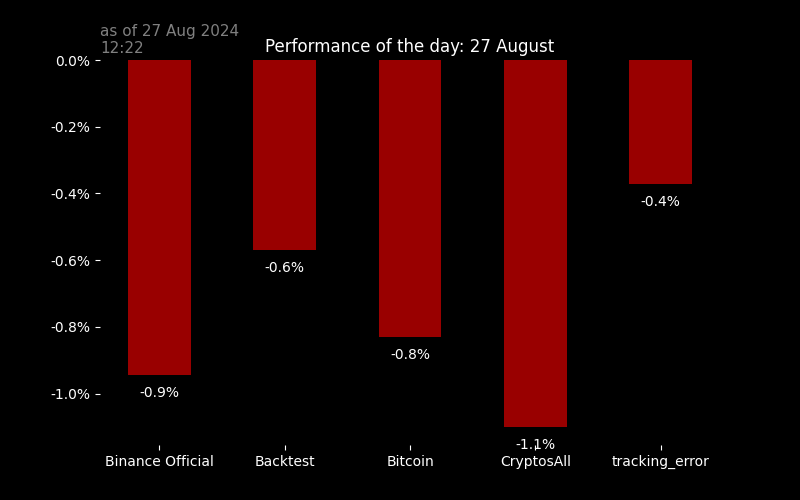 as of 27 Aug 2024
12:22
Performance of the day: 27 August
0.0%
-0.2%
-0.4%
-0.6%
-0.8%
-1.0%
-0.9%
-0.6%
-0.8%
-1.1%
-0.4%
Binance Official
Backtest
Bitcoin
CryptosAll
tracking_error